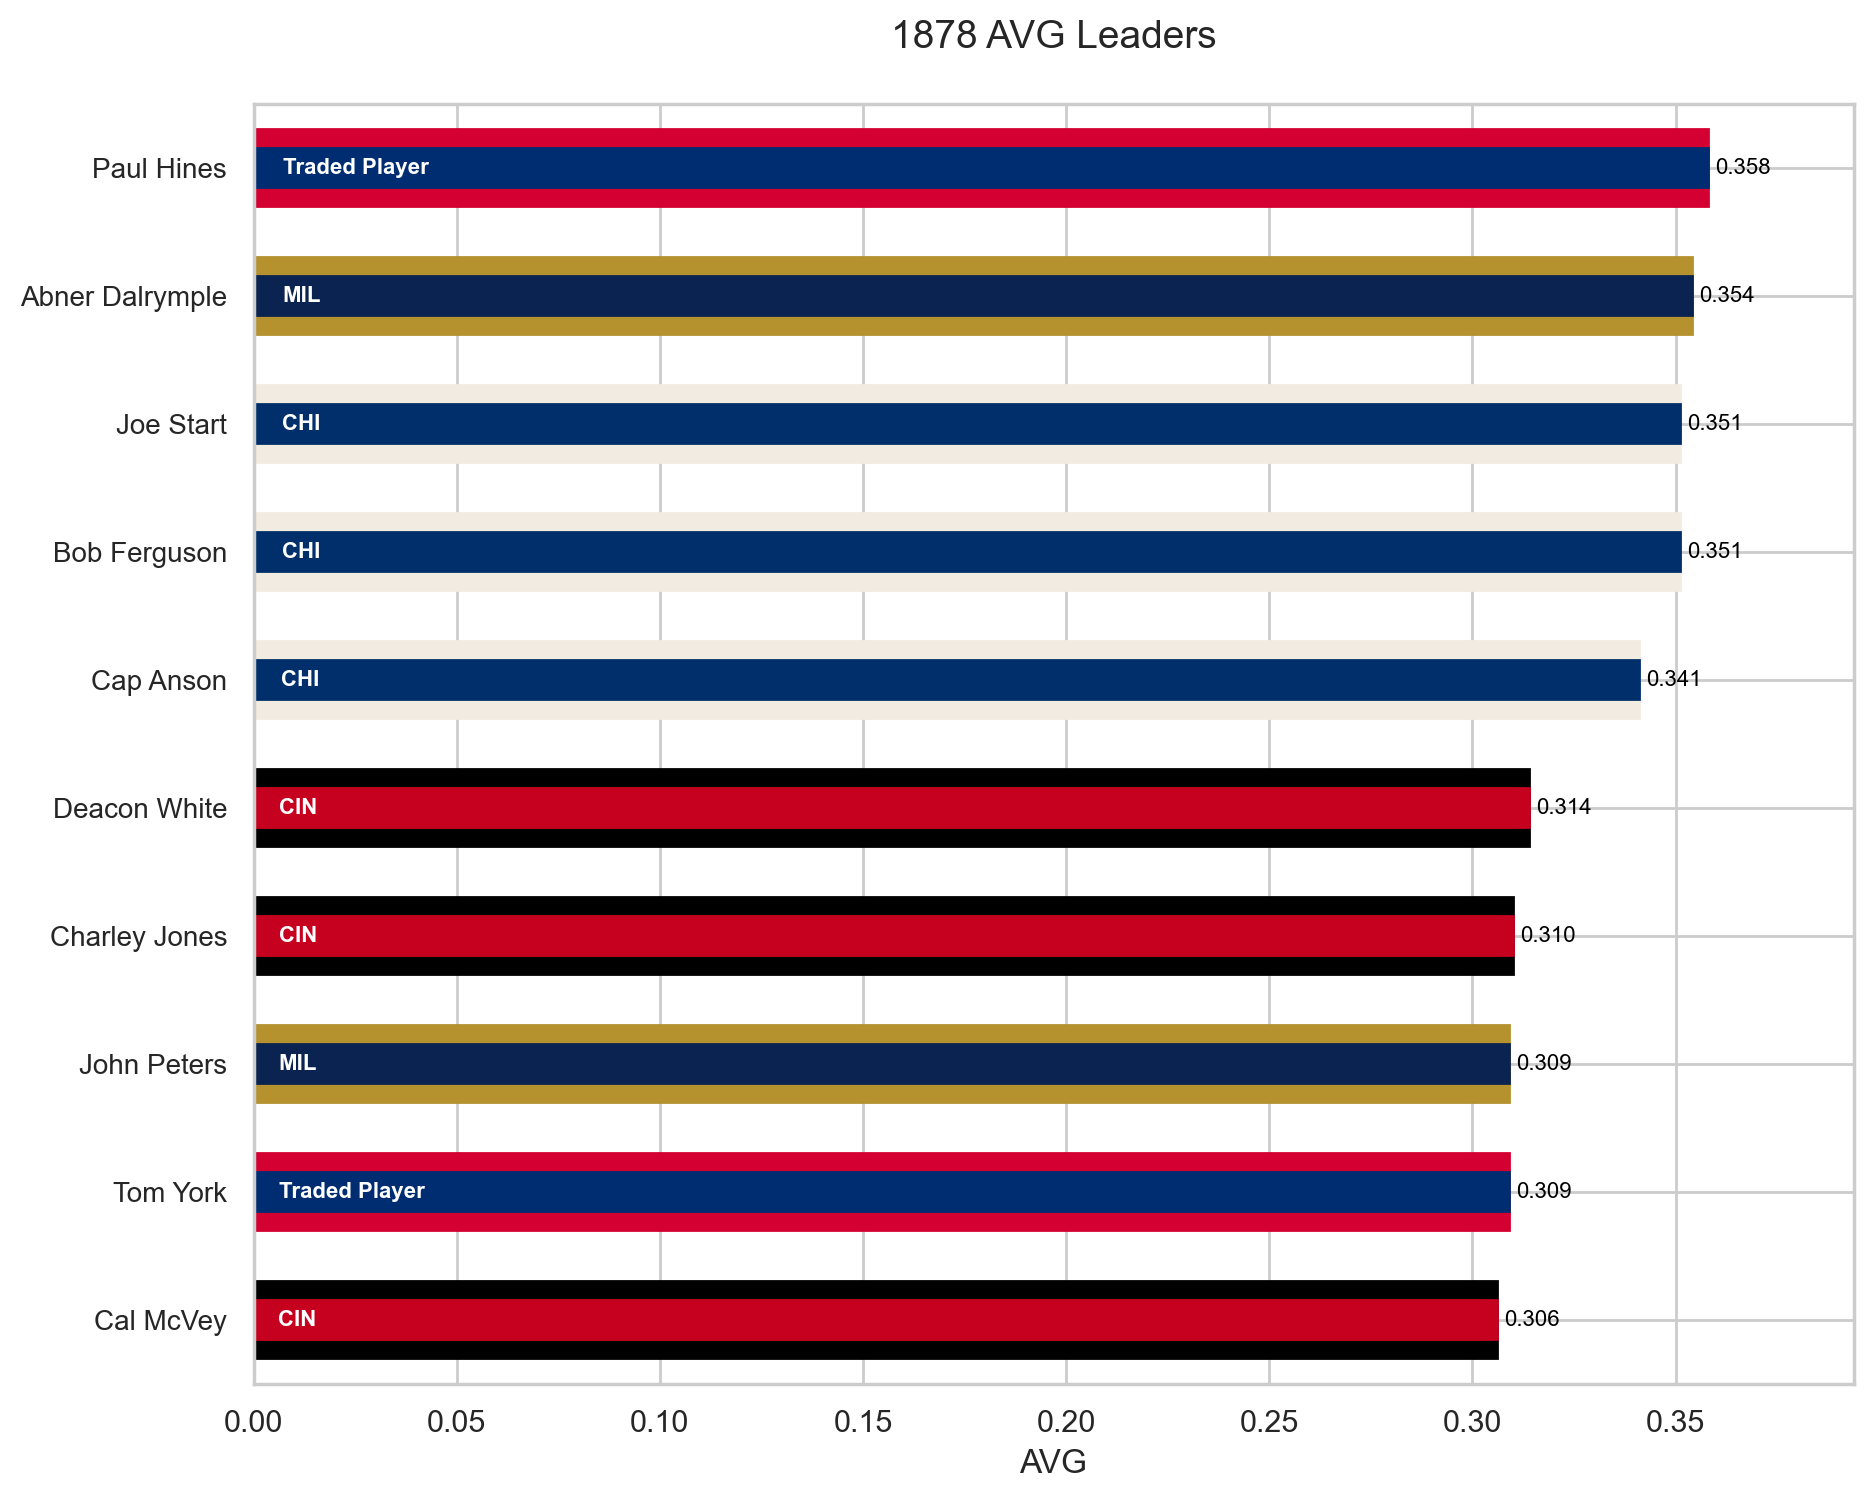 1878 AVG Leaders
Paul Hines Traded Player 0.358
Abner Dalrymple MIL 0.354
Joe Start CHI 0.351
Bob Ferguson CHI 0.351
Cap Anson CHI 0.341
Deacon White CIN 0.314
Charley Jones CIN 0.310
John Peters MIL 0.309
Tom York Traded Player 0.309
Cal McVey CIN 0.306
0.00 0.05 0.10 0.15 0.20 0.25 0.30 0.35
AVG